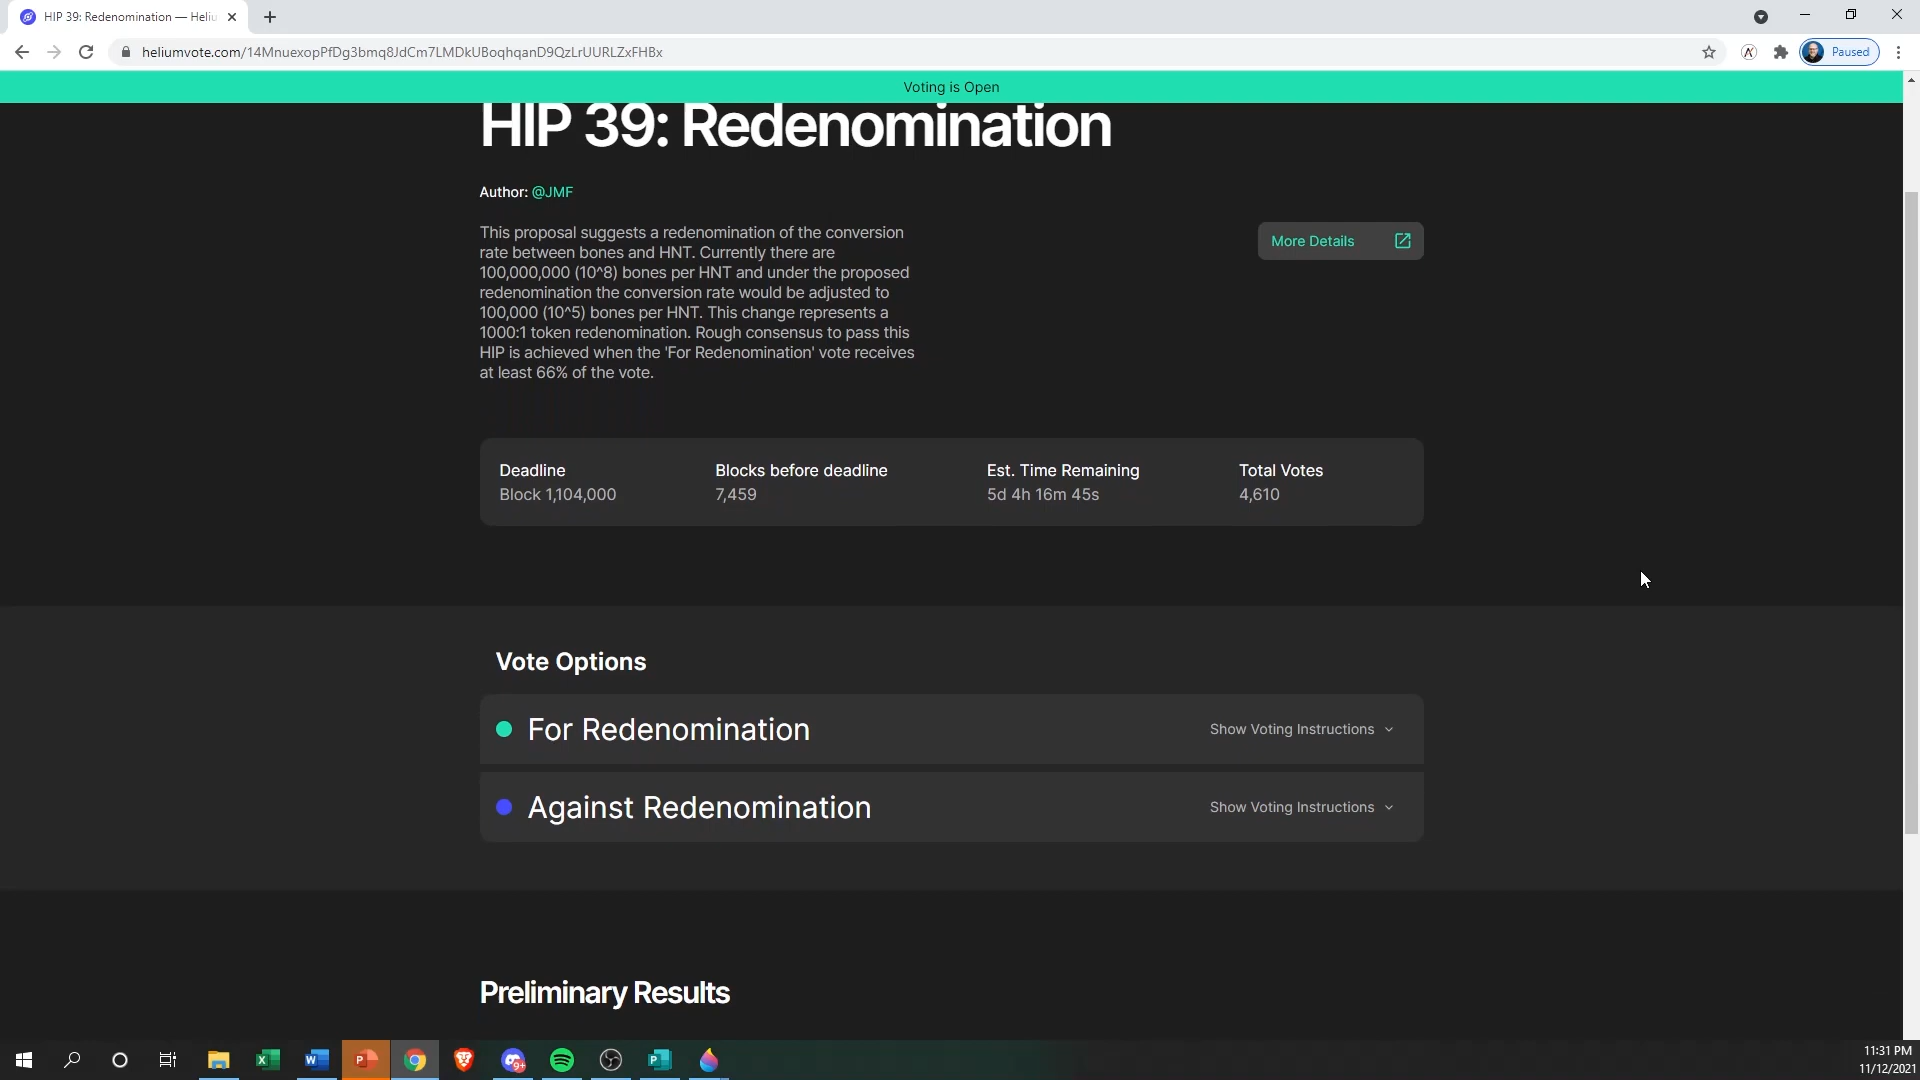 HIP 39: Redenomination — Heliu
heliumvote.com/14MnuexopPfDg3bmq8JdCm7LMDkUBoqhqanD9QzLrUURLZxFHBx
Paused
Voting is Open
HIP 39: Redenomination
Author: @JMF
This proposal suggests a redenomination of the conversion
rate between bones and HNT. Currently there are
100,000,000 (10^8) bones per HNT and under the proposed
redenomination the conversion rate would be adjusted to
100,000 (10^5) bones per HNT. This change represents a
1000:1 token redenomination. Rough consensus to pass this
HIP is achieved when the 'For Redenomination' vote receives
at least 66% of the vote.
More Details
Deadline Blocks before deadline Est. Time Remaining Total Votes
Block 1,104,000 7,459 5d 4h 16m 45s 4,610
Vote Options
For Redenomination Show Voting Instructions
Against Redenomination Show Voting Instructions
Preliminary Results
11:31 PM
11/12/2021